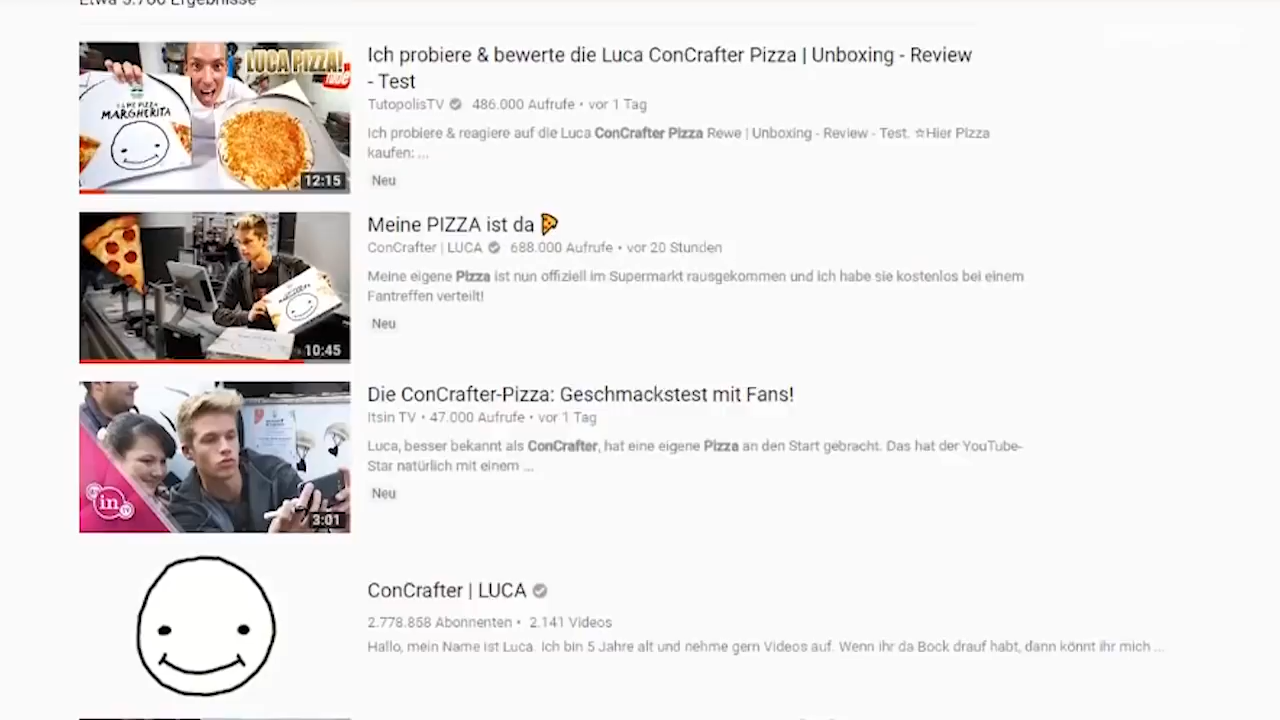 Etwa 5.700 Ergebnisse
LUCA PIZZA!
MARGHERITA
12:15
Ich probiere & bewerte die Luca ConCrafter Pizza | Unboxing - Review
- Test
TutopolisTV 486.000 Aufrufe • vor 1 Tag
Ich probiere & reagiere auf die Luca ConCrafter Pizza Rewe | Unboxing - Review - Test. ☆Hier Pizza
kaufen: ...
Neu
10:45
Meine PIZZA ist da 🍕
ConCrafter | LUCA 688.000 Aufrufe • vor 20 Stunden
Meine eigene Pizza ist nun offiziell im Supermarkt rausgekommen und ich habe sie kostenlos bei einem
Fantreffen verteilt!
Neu
in
3:01
Die ConCrafter-Pizza: Geschmackstest mit Fans!
Itsin TV • 47.000 Aufrufe • vor 1 Tag
Luca, besser bekannt als ConCrafter, hat eine eigene Pizza an den Start gebracht. Das hat der YouTube-
Star natürlich mit einem ...
Neu
ConCrafter | LUCA
2.778.858 Abonnenten • 2.141 Videos
Hallo, mein Name ist Luca. Ich bin 5 Jahre alt und nehme gern Videos auf. Wenn ihr da Bock drauf habt, dann könnt ihr mich ...